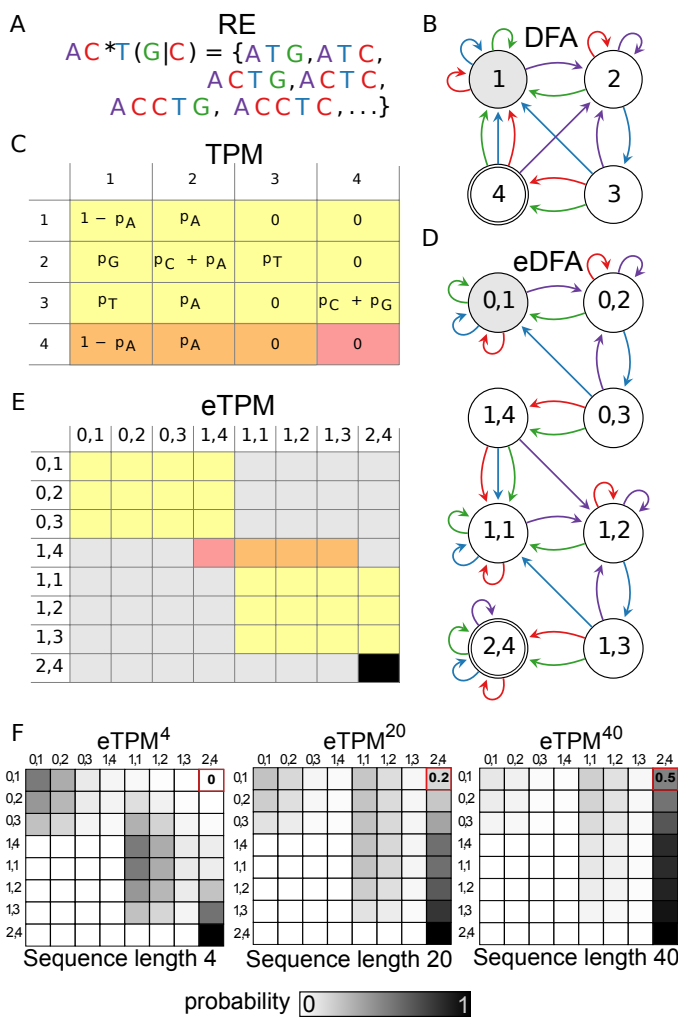 A
RE
AC*T(G|C) = {ATG,ATC,
ACTG,ACTC,
ACCTG, ACCTC,...}
B
DFA
1
2
4
3
C
TPM
1 2 3 4
1 1 − pA pA 0 0
2 pG pC + pA pT 0
3 pT pA 0 pC + pG
4 1 − pA pA 0 0
D
eDFA
0,1
0,2
1,4
0,3
1,1
1,2
2,4
1,3
E
eTPM
0,1 0,2 0,3 1,4 1,1 1,2 1,3 2,4
0,1
0,2
0,3
1,4
1,1
1,2
1,3
2,4
F
eTPM4
0,1 0,2 0,3 1,4 1,1 1,2 1,3 2,4
0,1 0
0,2
0,3
1,4
1,1
1,2
1,3
2,4
Sequence length 4
eTPM20
0,1 0,2 0,3 1,4 1,1 1,2 1,3 2,4
0,1 0.2
0,2
0,3
1,4
1,1
1,2
1,3
2,4
Sequence length 20
eTPM40
0,1 0,2 0,3 1,4 1,1 1,2 1,3 2,4
0,1 0.5
0,2
0,3
1,4
1,1
1,2
1,3
2,4
Sequence length 40
probability 0 1